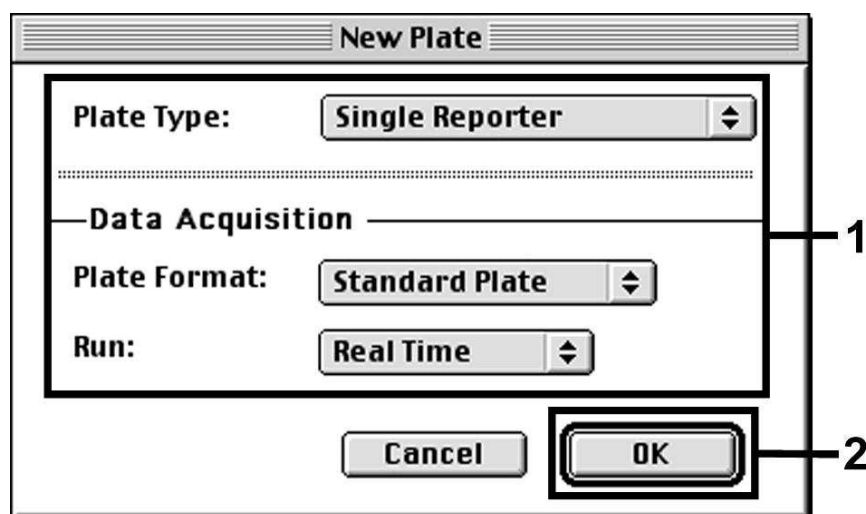 New Plate
Plate Type: Single Reporter
Data Acquisition
1
Plate Format: Standard Plate
Run: Real Time
Cancel OK 2